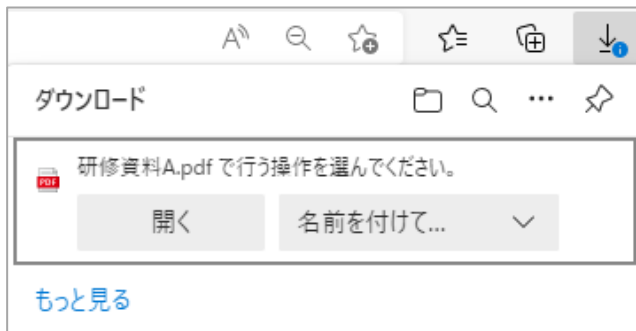 ダウンロード
研修資料A.pdf で行う操作を選んでください。
PDF
開く
名前を付けて...
もっと見る